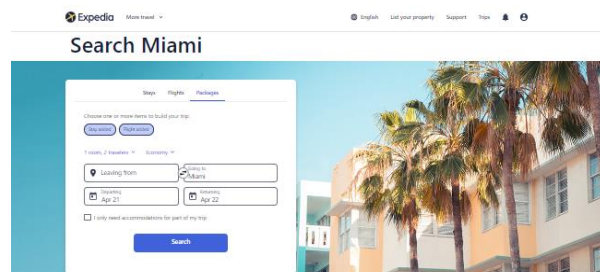 Expedia More travel English List your property Support Trips
Search Miami
Stays Flights Packages
Choose one or more items to build your trip
Stay added Flight added
1 room, 2 travelers Economy
Leaving from
Going to
Miami
Departing
Apr 21
Returning
Apr 22
I only need accommodations for part of my trip
Search